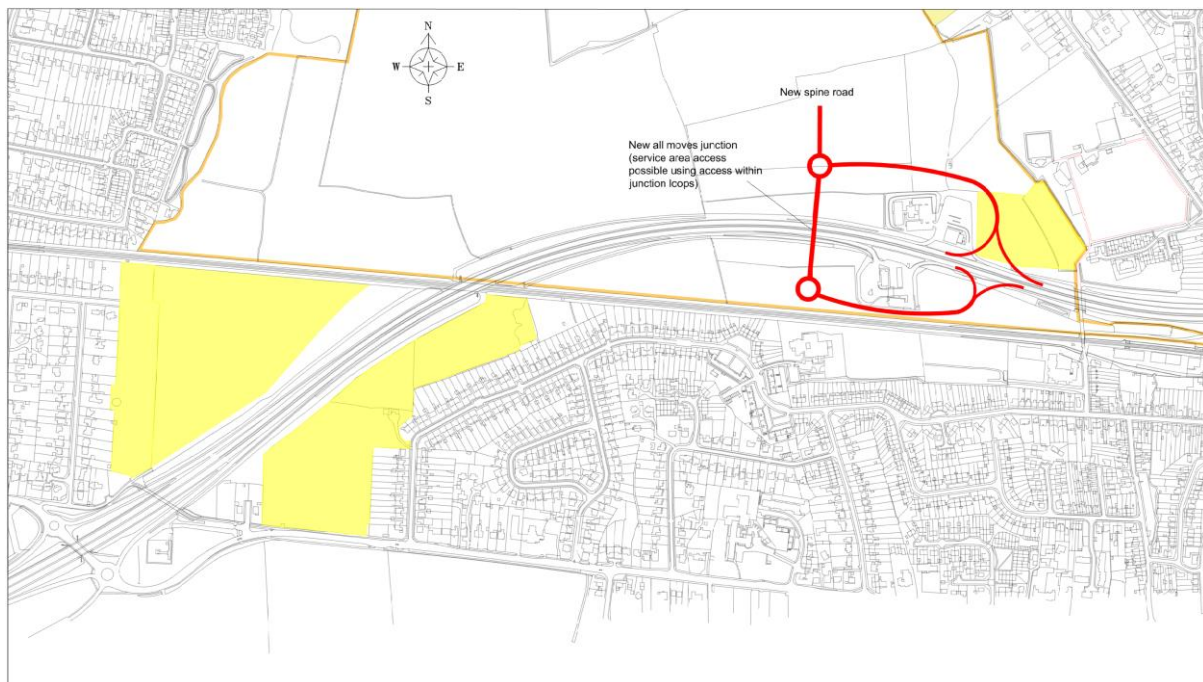 N
W E
S
New spine road
New all moves junction
(service area access
possible using access within
junction loops)